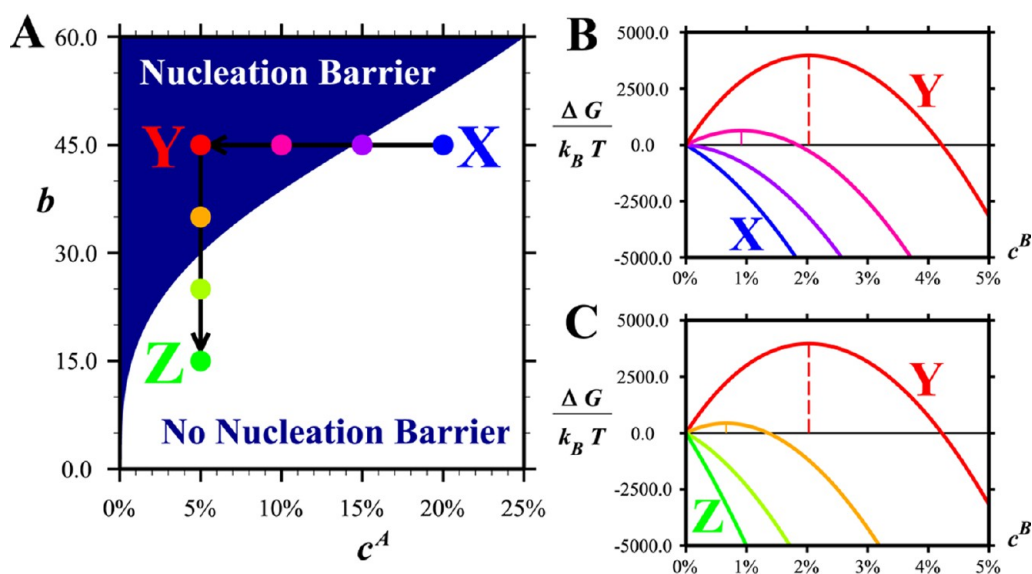 A
60.0
45.0
b
30.0
15.0
0.0
Nucleation Barrier
Y
X
Z
No Nucleation Barrier
0% 5% 10% 15% 20% 25%
c^A
B
5000.0
2500.0
Δ G
k_B T
0.0
-2500.0
-5000.0
Y
X
c^B
0% 1% 2% 3% 4% 5%
C
5000.0
2500.0
Δ G
k_B T
0.0
-2500.0
-5000.0
Y
Z
c^B
0% 1% 2% 3% 4% 5%